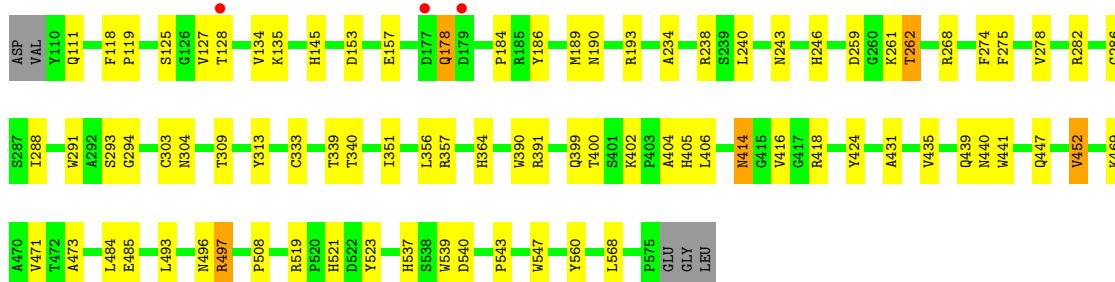 ASP VAL Y110 Q111 F118 P119 S125 G126 V127 T128 V134 K135 H145 D153 E157 D177 Q178 D179 P184 R185 Y186 M189 N190 R193 A234 R238 S239 L240 N243 H246 D259 G260 K261 T262 R268 F274 F275 V278 R282 G286
S287 I288 W291 A292 S293 G294 C303 N304 T309 Y313 C333 T339 T340 I351 L356 R357 H364 W390 R391 Q399 T400 S401 K402 P403 A404 H405 L406 N414 G415 V416 G417 R418 Y424 A431 V435 Q439 N440 W441 Q447 V452 K469
A470 V471 T472 A473 L484 E485 L493 N496 R497 P508 R519 P520 H521 D522 Y523 H537 S538 W539 D540 P543 W547 Y560 L568 P575 GLU GLY LEU